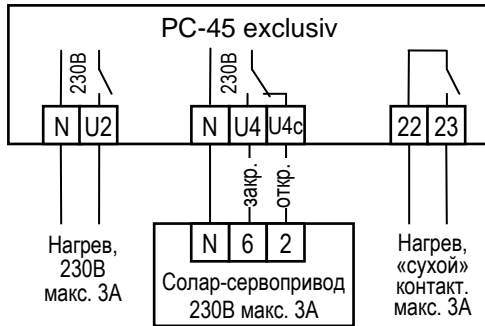 PC-45 exclusiv
230В
230В
N U2
N U4 U4c
22 23
закр.
откр.
N 6 2
Нагрев,
230В
макс. 3А
Солар-сервопривод
230В макс. 3А
Нагрев,
«сухой»
контакт.
макс. 3А